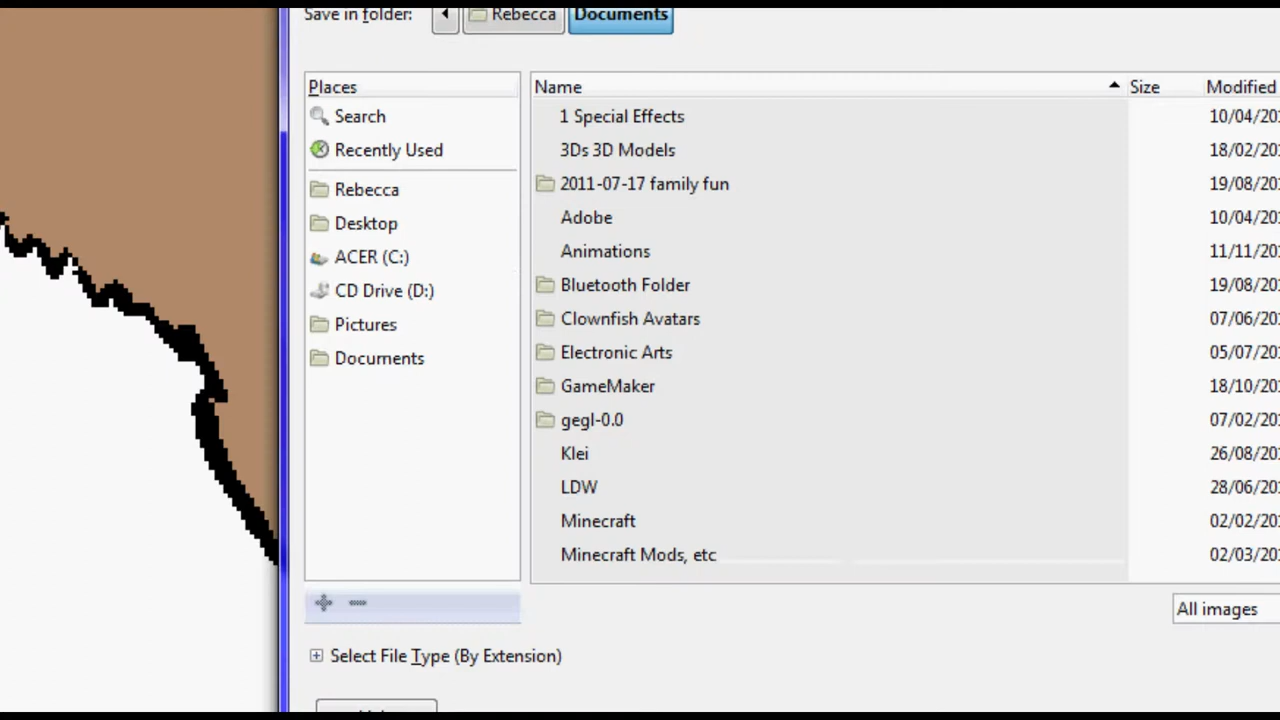 Save in folder: Rebecca Documents
Places
Search
Recently Used
Rebecca
Desktop
ACER (C:)
CD Drive (D:)
Pictures
Documents
Name Size Modified
1 Special Effects 10/04/20
3Ds 3D Models 18/02/20
2011-07-17 family fun 19/08/20
Adobe 10/04/20
Animations 11/11/20
Bluetooth Folder 19/08/20
Clownfish Avatars 07/06/20
Electronic Arts 05/07/20
GameMaker 18/10/20
gegl-0.0 07/02/20
Klei 26/08/20
LDW 28/06/20
Minecraft 02/02/20
Minecraft Mods, etc 02/03/20
All images
Select File Type (By Extension)